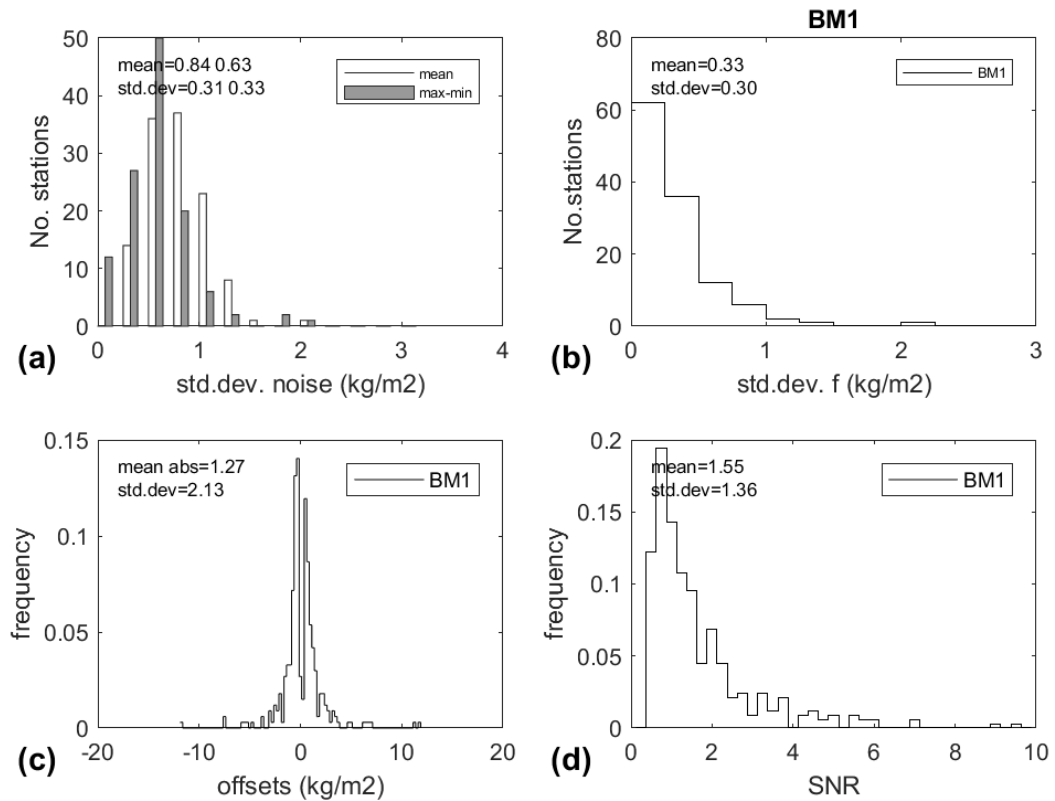 50
40
30
20
10
0
No. stations
mean=0.84 0.63
std.dev=0.31 0.33
mean
max-min
0 1 2 3 4
std.dev. noise (kg/m2)
(a)
BM1
80
60
40
20
0
No.stations
mean=0.33
std.dev=0.30
BM1
0 1 2 3
std.dev. f (kg/m2)
(b)
0.15
0.1
0.05
0
frequency
mean abs=1.27
std.dev=2.13
BM1
-20 -10 0 10 20
offsets (kg/m2)
(c)
0.2
0.15
0.1
0.05
0
frequency
mean=1.55
std.dev=1.36
BM1
0 2 4 6 8 10
SNR
(d)